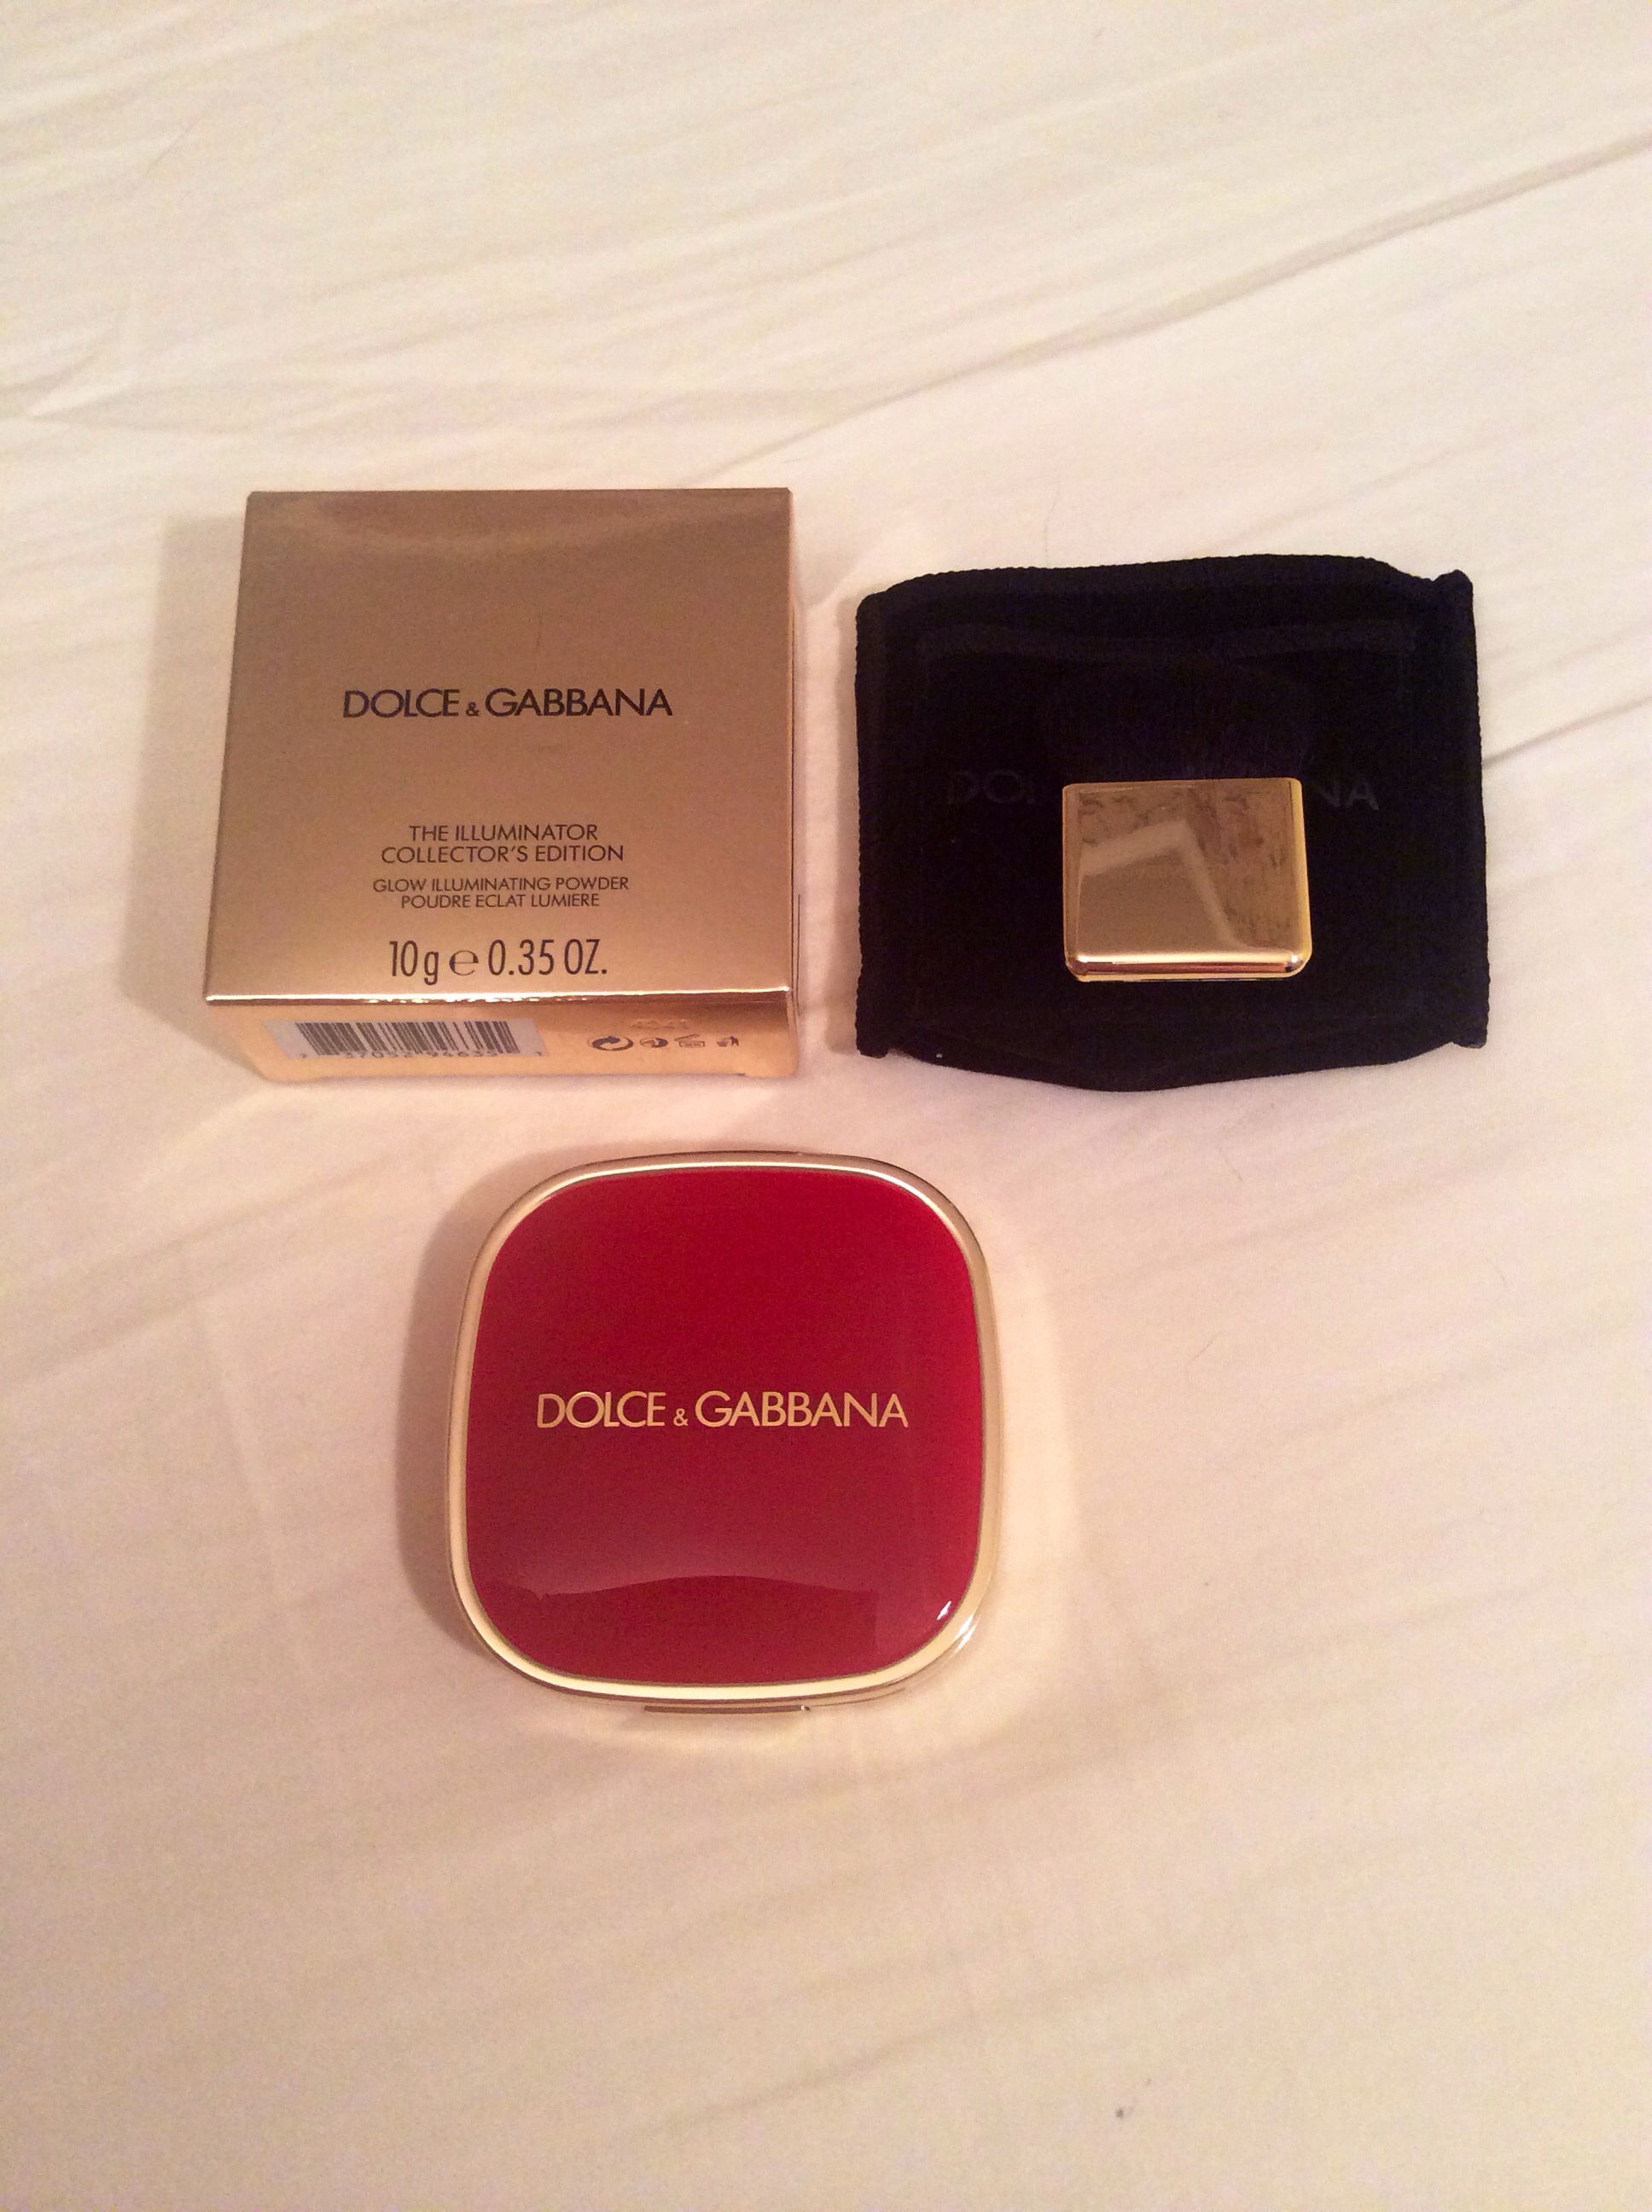 DOLCE & GABBANA
THE ILLUMINATOR
COLLECTOR'S EDITION
GLOW ILLUMINATING POWDER
POUDRE ECLAT LUMIERE
10g e 0.35 OZ.
DOLCE & GABBANA